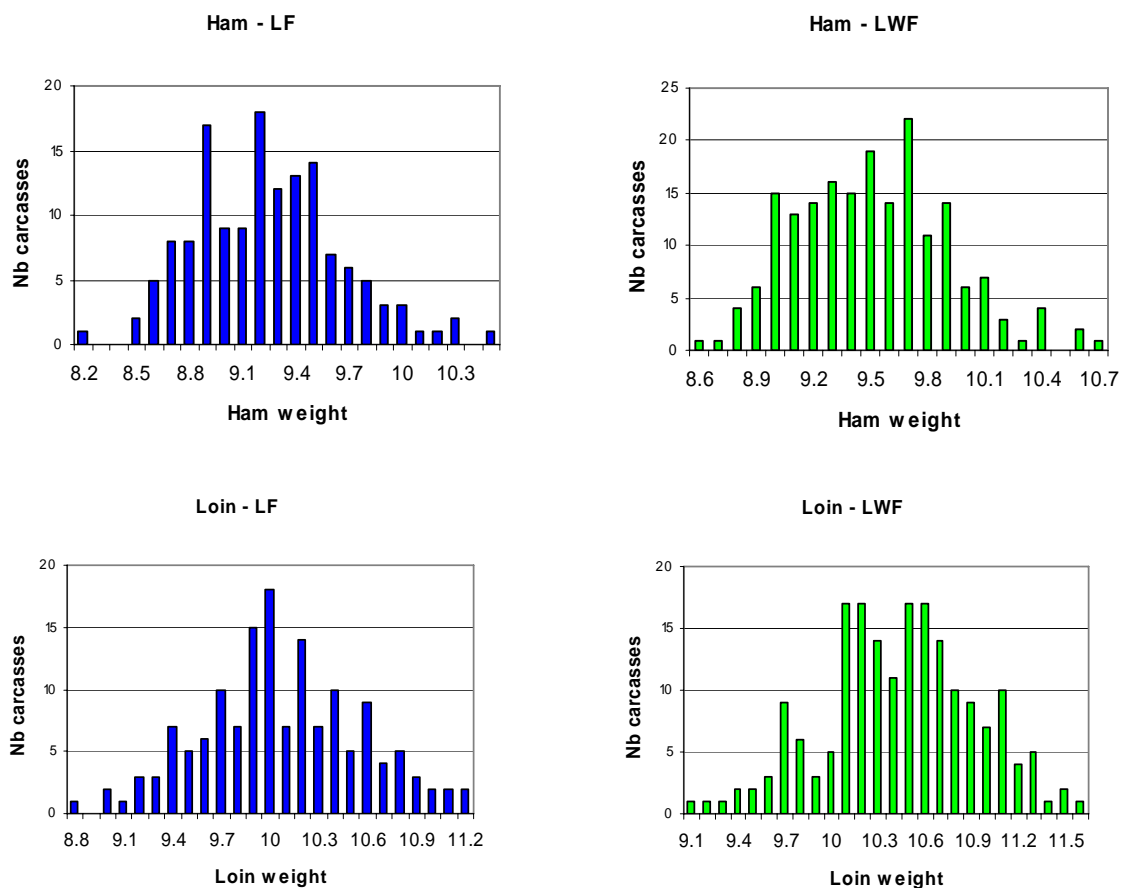 Ham - LF
20
15
10
5
0
Nb carcasses
8.2 8.5 8.8 9.1 9.4 9.7 10 10.3
Ham weight
Ham - LWF
25
20
15
10
5
0
Nb carcasses
8.6 8.9 9.2 9.5 9.8 10.1 10.4 10.7
Ham weight
Loin - LF
20
15
10
5
0
Nb carcasses
8.8 9.1 9.4 9.7 10 10.3 10.6 10.9 11.2
Loin weight
Loin - LWF
20
15
10
5
0
Nb carcasses
9.1 9.4 9.7 10 10.3 10.6 10.9 11.2 11.5
Loin weight